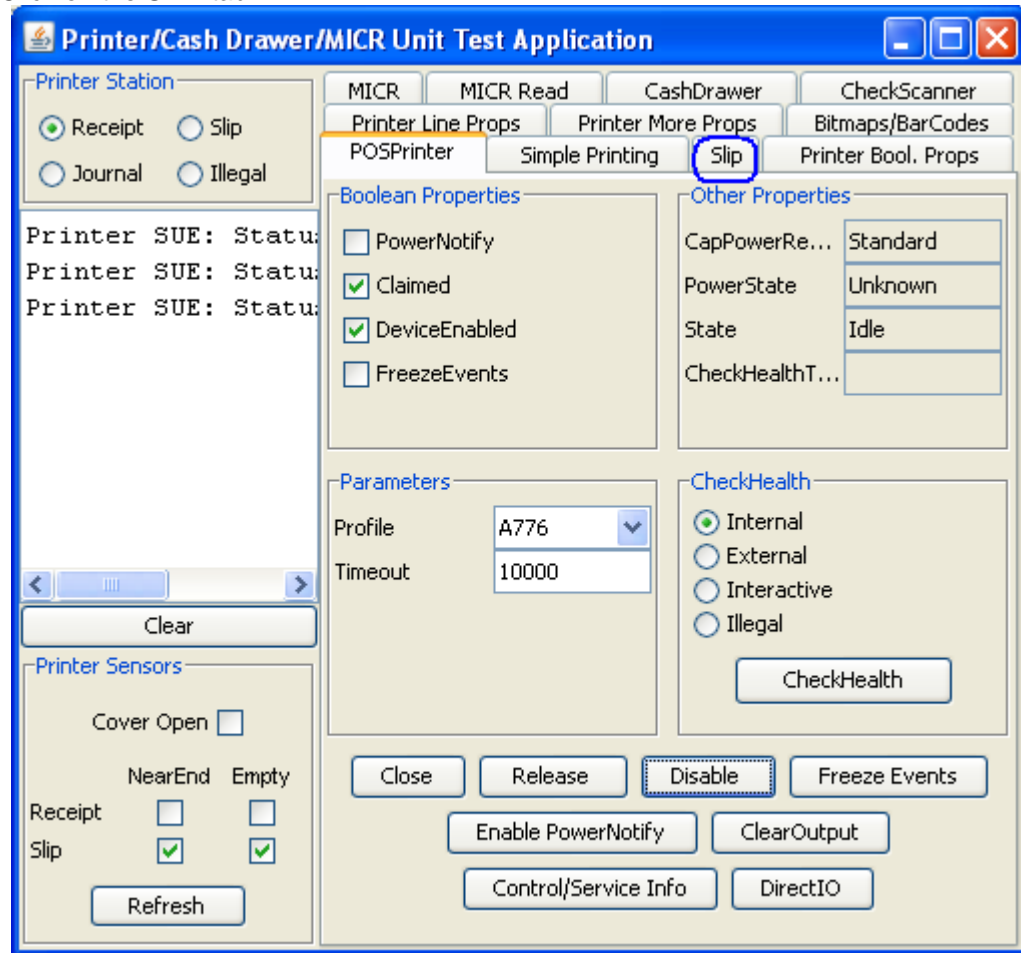 Printer/Cash Drawer/MICR Unit Test Application
Printer Station
Receipt Slip
Journal Illegal
Printer SUE: Statu
Printer SUE: Statu
Printer SUE: Statu
Clear
Printer Sensors
Cover Open
NearEnd Empty
Receipt
Slip
Refresh
MICR MICR Read CashDrawer CheckScanner
Printer Line Props Printer More Props Bitmaps/BarCodes
POSPrinter Simple Printing Slip Printer Bool. Props
Boolean Properties
PowerNotify
Claimed
DeviceEnabled
FreezeEvents
Other Properties
CapPowerRe... Standard
PowerState Unknown
State Idle
CheckHealthT...
Parameters
Profile A776
Timeout 10000
CheckHealth
Internal
External
Interactive
Illegal
CheckHealth
Close Release Disable Freeze Events
Enable PowerNotify ClearOutput
Control/Service Info DirectIO